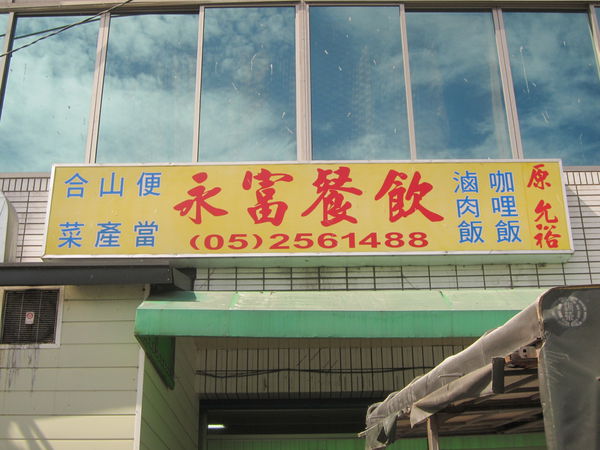 合菜
山產
便當
永富餐飲
(05)2561488
滷肉飯
咖哩飯
原允裕